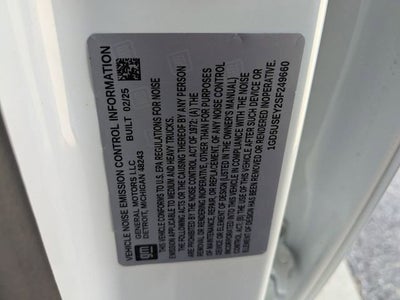 VEHICLE NOISE EMISSION CONTROL INFORMATION
GENERAL MOTORS LLC BUILT 02/25
DETROIT, MICHIGAN 48243
gm
THIS VEHICLE CONFORMS TO U.S. EPA REGULATIONS FOR NOISE
EMISSION APPLICABLE TO MEDIUM AND HEAVY TRUCKS.
THE FOLLOWING ACTS OR THE CAUSING THEREOF BY ANY PERSON
ARE PROHIBITED BY THE NOISE CONTROL ACT OF 1972: (A) THE
REMOVAL OR RENDERING INOPERATIVE, OTHER THAN FOR PURPOSES
OF MAINTENANCE, REPAIR, OR REPLACEMENT, OF ANY NOISE CONTROL
DEVICE OR ELEMENT OF DESIGN (LISTED IN THE OWNER'S MANUAL)
INCORPORATED INTO THIS VEHICLE IN COMPLIANCE WITH THE NOISE
CONTROL ACT; (B) THE USE OF THIS VEHICLE AFTER SUCH DEVICE OR
ELEMENT OF DESIGN HAS BEEN REMOVED OR RENDERED INOPERATIVE.
1GD5USEY2SF249660